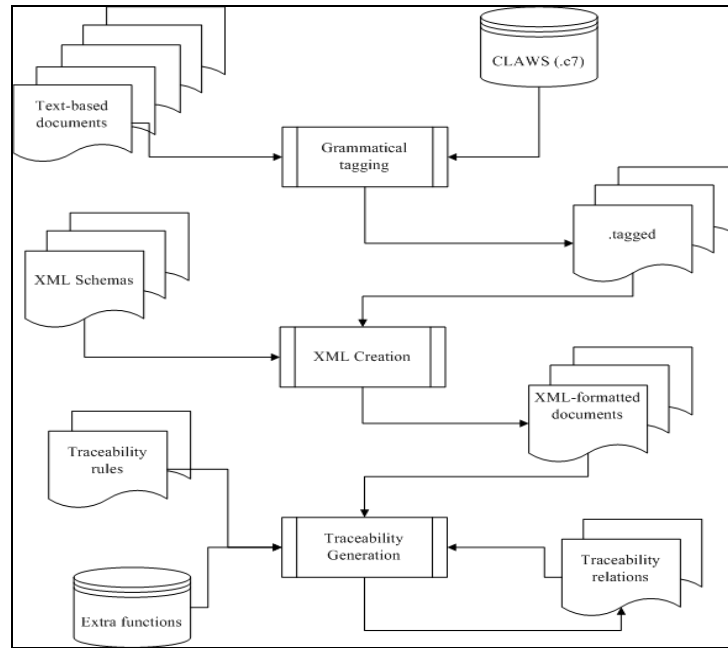 CLAWS (.c7)
Text-based
documents
Grammatical
tagging
.tagged
XML Schemas
XML Creation
XML-formatted
documents
Traceability
rules
Traceability
Generation
Traceability
relations
Extra functions